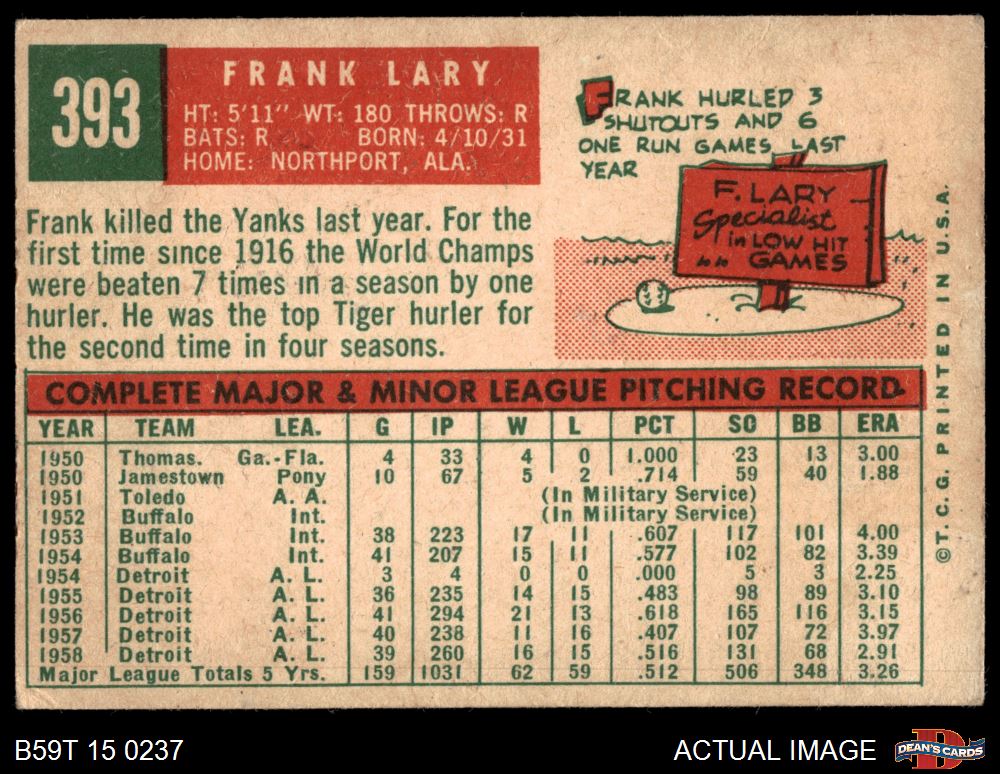 393
FRANK LARY
HT: 5'11" WT: 180 THROWS: R
BATS: R BORN: 4/10/31
HOME: NORTHPORT, ALA.
FRANK HURLED 3
SHUTOUTS AND 6
ONE RUN GAMES LAST
YEAR
F. LARY
Specialist
in LOW HIT
" " GAMES
Frank killed the Yanks last year. For the
first time since 1916 the World Champs
were beaten 7 times in a season by one
hurler. He was the top Tiger hurler for
the second time in four seasons.
COMPLETE MAJOR & MINOR LEAGUE PITCHING RECORD
YEAR TEAM LEA. G IP W L PCT SO BB ERA
1950 Thomas. Ga.-Fla. 4 33 4 0 1.000 23 13 3.00
1950 Jamestown Pony 10 67 5 2 .714 59 40 1.88
1951 Toledo A. A. (In Military Service)
1952 Buffalo Int. (In Military Service)
1953 Buffalo Int. 38 223 17 11 .607 117 101 4.00
1954 Buffalo Int. 41 207 15 11 .577 102 82 3.39
1954 Detroit A. L. 3 4 0 0 .000 5 3 2.25
1955 Detroit A. L. 36 235 14 15 .483 98 89 3.10
1956 Detroit A. L. 41 294 21 13 .618 165 116 3.15
1957 Detroit A. L. 40 238 11 16 .407 107 72 3.97
1958 Detroit A. L. 39 260 16 15 .516 131 68 2.91
Major League Totals 5 Yrs. 159 1031 62 59 .512 506 348 3.26
©T. C. G. PRINTED IN U.S.A.
B59T 15 0237
ACTUAL IMAGE
D
DEAN'S CARDS